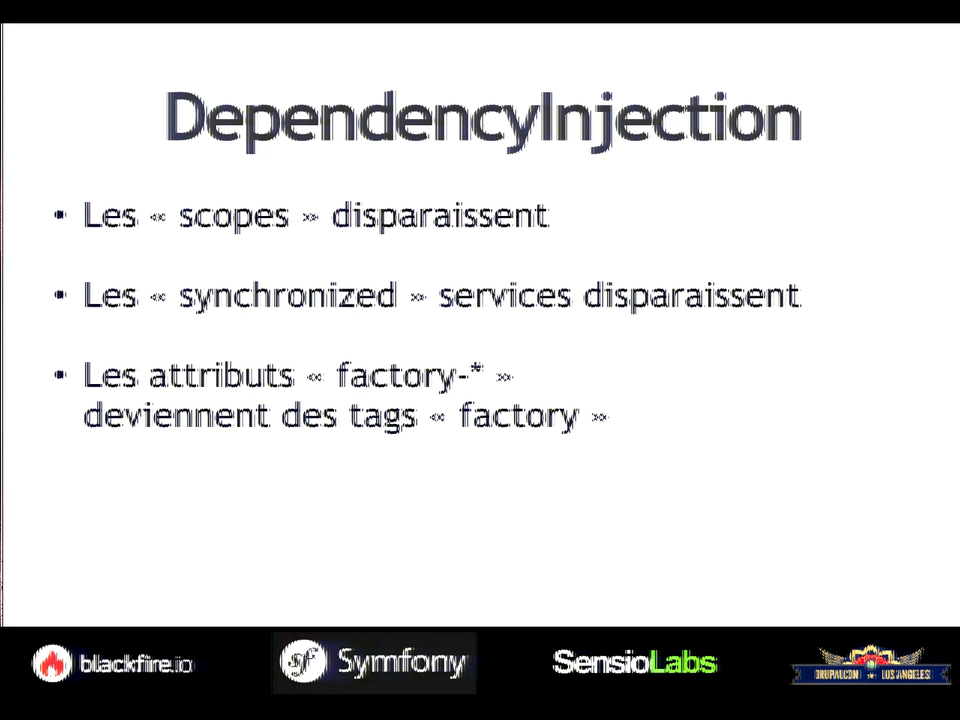 DependencyInjection
• Les « scopes » disparaissent
• Les « synchronized » services disparaissent
• Les attributs « factory-* »
deviennent des tags « factory »
blackfire.io
sf Symfony
SensioLabs
DRUPALCON LOS ANGELES